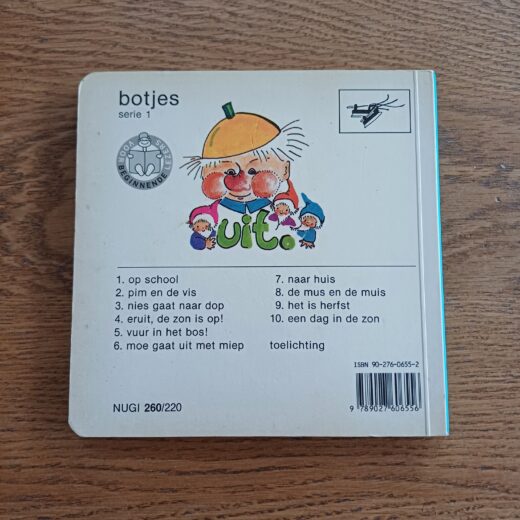 botjes
serie 1
VOOR JUFFEN
BEGINNENDE
uit.
1. op school
2. pim en de vis
3. nies gaat naar dop
4. eruit, de zon is op!
5. vuur in het bos!
6. moe gaat uit met miep
7. naar huis
8. de mus en de muis
9. het is herfst
10. een dag in de zon
toelichting
ISBN 90-276-0655-2
NUGI 260/220
9 789027 606556